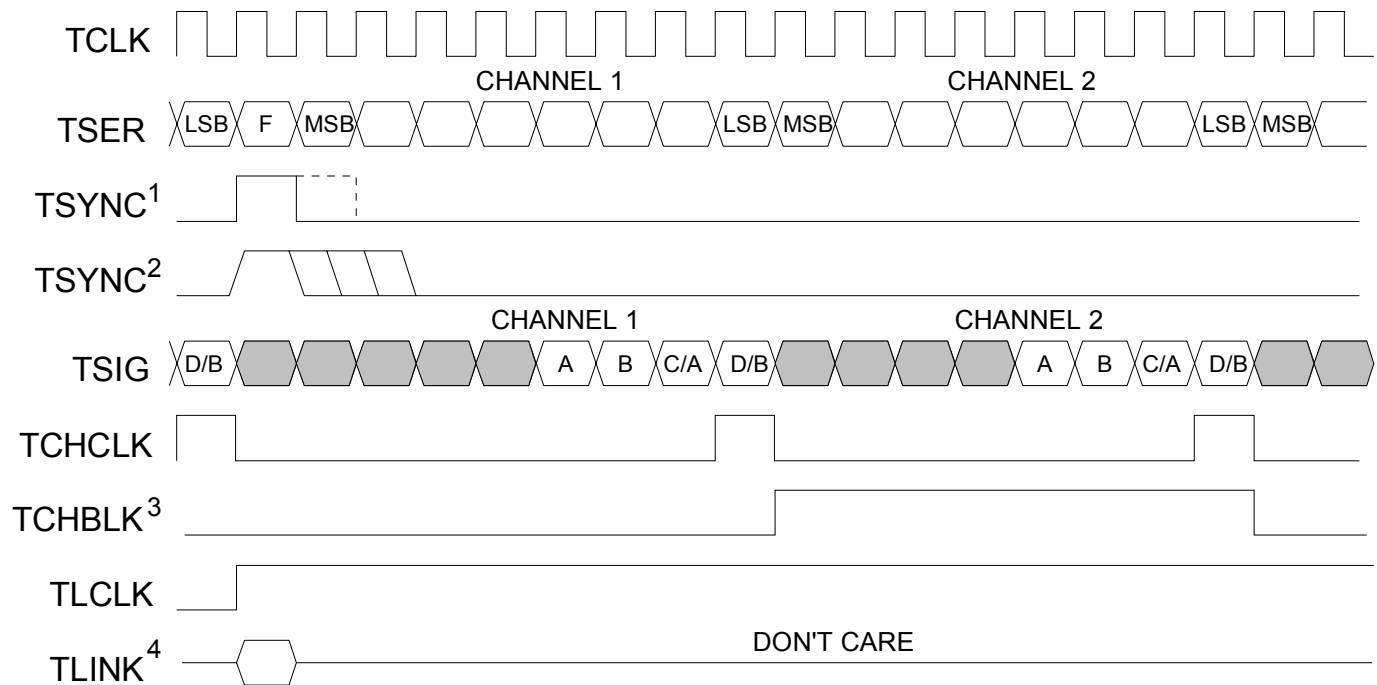 TCLK
CHANNEL 1 CHANNEL 2
TSER LSB F MSB LSB MSB LSB MSB
TSYNC1
TSYNC2
CHANNEL 1 CHANNEL 2
TSIG D/B A B C/A D/B A B C/A D/B
TCHCLK
TCHBLK3
TLCLK
DON'T CARE
TLINK4